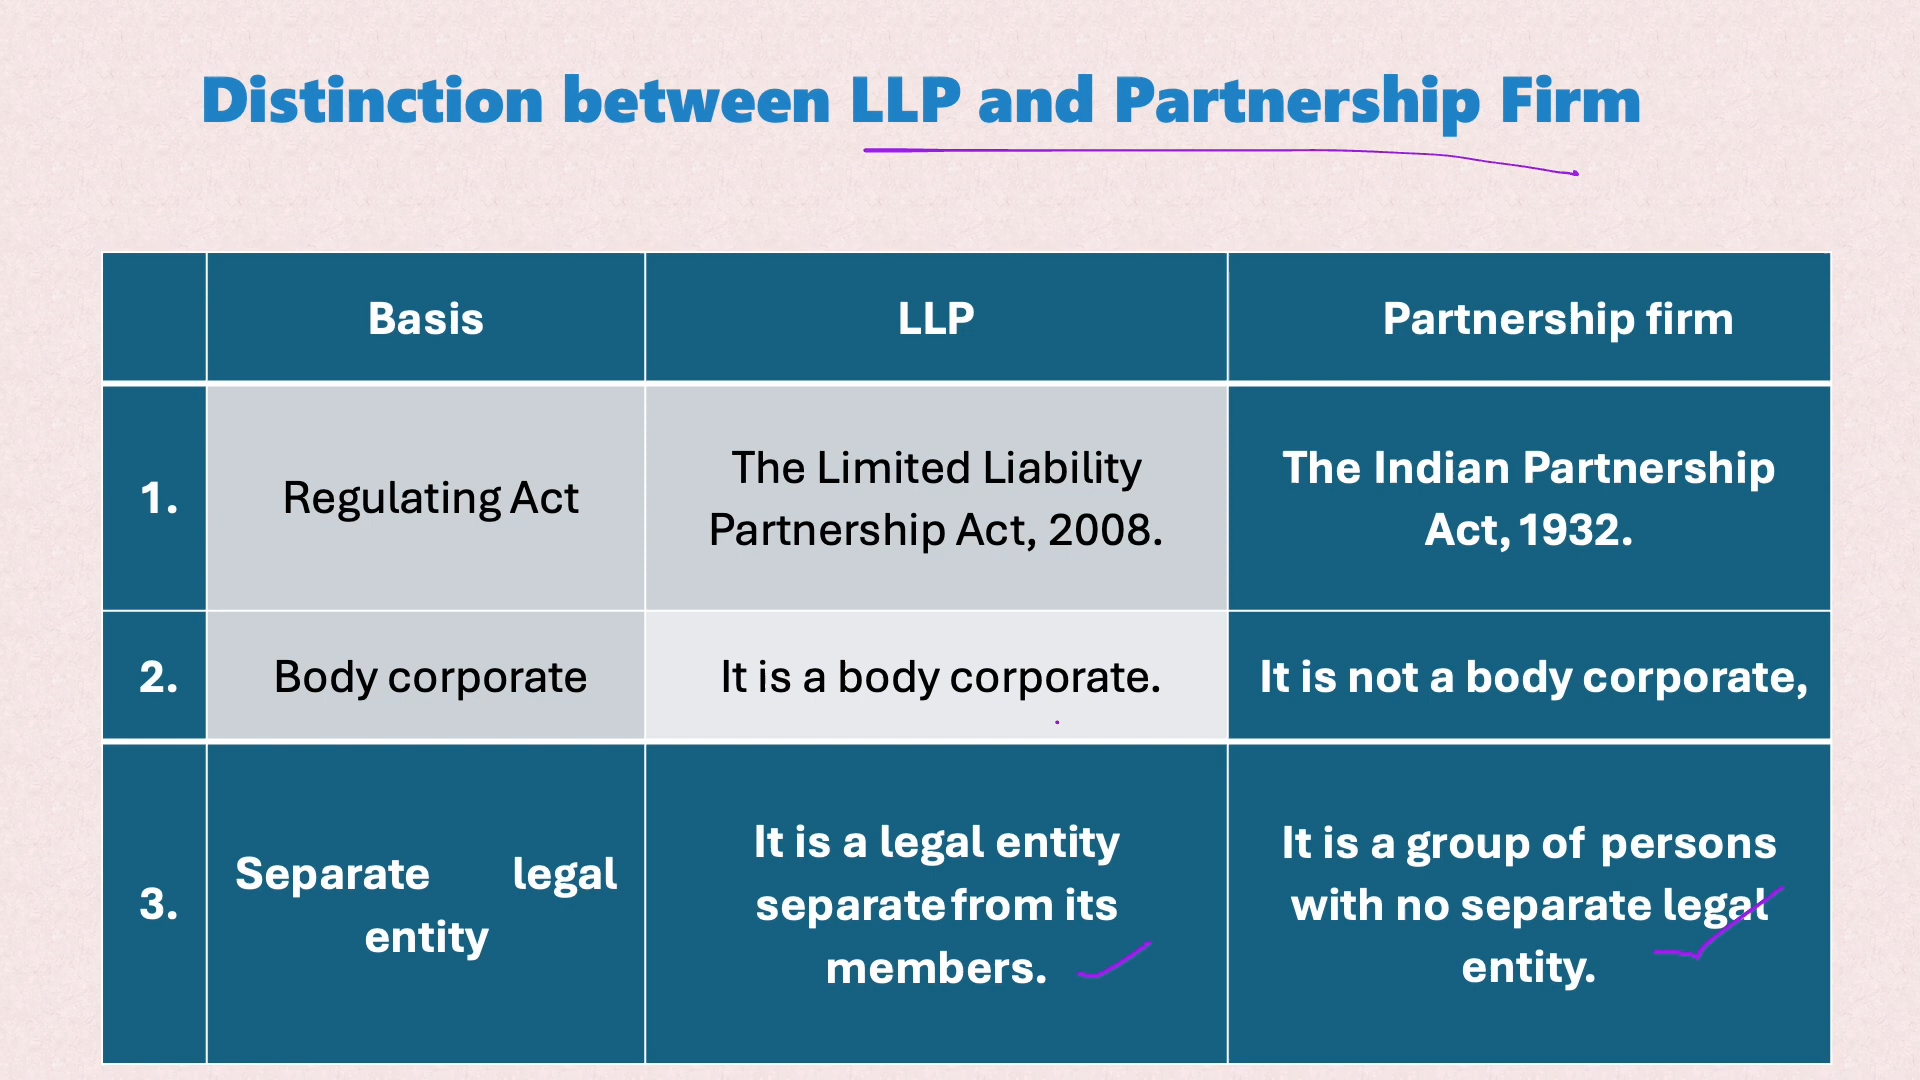 Distinction between LLP and Partnership Firm
Basis
LLP
Partnership firm
1.
Regulating Act
The Limited Liability
Partnership Act, 2008.
The Indian Partnership
Act, 1932.
2.
Body corporate
It is a body corporate.
It is not a body corporate,
3.
Separate legal
entity
It is a legal entity
separate from its
members.
It is a group of persons
with no separate legal
entity.